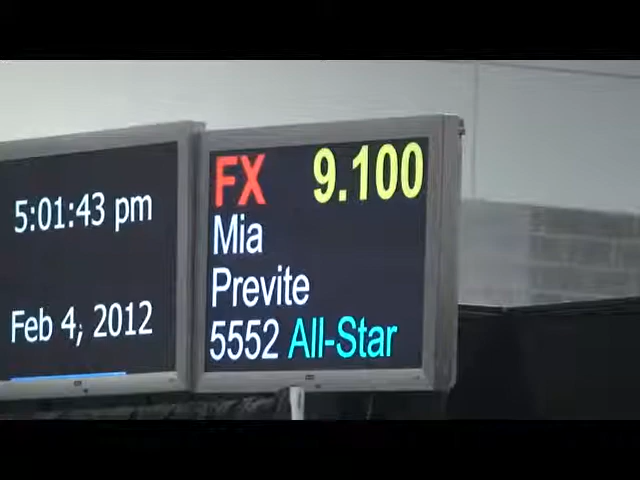 5:01:43 pm
Feb 4, 2012
FX 9.100
Mia
Previte
5552 All-Star